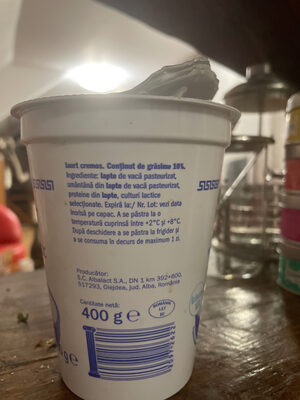 Iaurt cremos. Conținut de grăsime 10%.
Ingrediente: lapte de vacă pasteurizat,
smântână din lapte de vacă pasteurizat,
proteine din lapte, culturi lactice
selecționate. Expiră la:/ Nr. Lot: vezi data
înscrisă pe capac. A se păstra la o
temperatură cuprinsă între +2°C și +8°C.
După deschidere a se păstra la frigider și
a se consuma în decurs de maximum 1 zi.
Producător:
S.C. Albalact S.A., DN 1 km 392+600,
517293, Oiejdea, jud. Alba, România
Cantitate netă:
400 g e
ROMÂNIA
g e